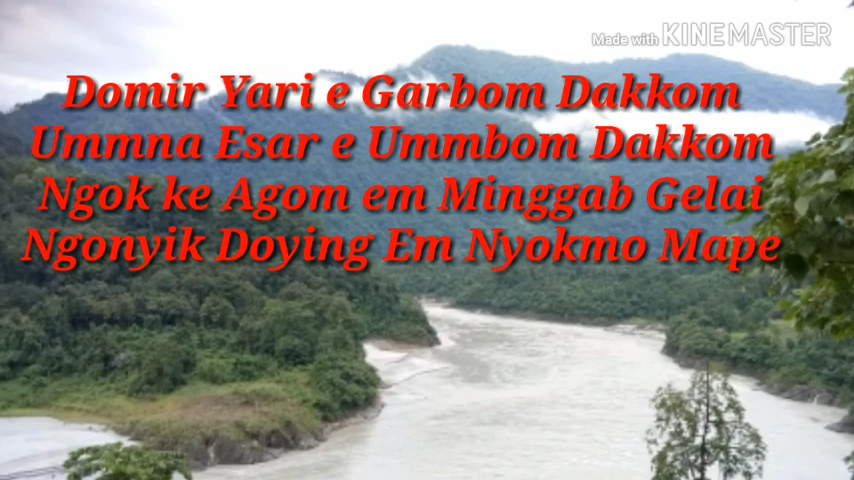 Made with KINEMASTER
Domir Yari e Garbom Dakkom
Ummna Esar e Ummbom Dakkom
Ngok ke Agom em Minggab Gelai
Ngonyik Doying Em Nyokmo Mape